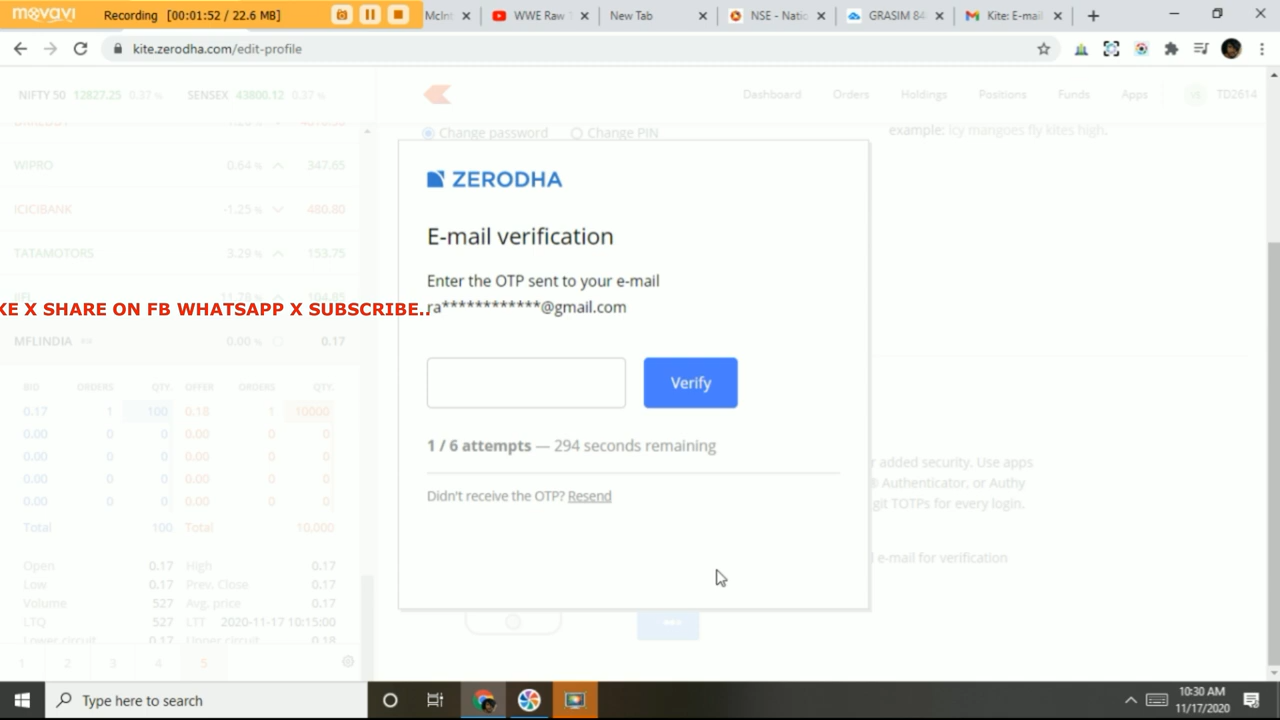 movavi Recording [00:01:52 / 22.6 MB]
McInt
WWE Raw
New Tab
NSE - Natio
GRASIM 84
Kite: E-mail
kite.zerodha.com/edit-profile
NIFTY 50 12827.25 0.37 % SENSEX 43800.12 0.37 %
Dashboard Orders Holdings Positions Funds Apps TD2614
Change password Change PIN
example: icy mangoes fly kites high.
WIPRO 0.64 % 347.65
ICICIBANK -1.25 % 480.80
TATAMOTORS 3.29 % 153.75
KE X SHARE ON FB WHATSAPP X SUBSCRIBE..
MFLINDIA 0.00 % 0.17
BID ORDERS QTY. OFFER ORDERS QTY.
0.17 1 100 0.18 1 10000
0.00 0 0 0.00 0 0
0.00 0 0 0.00 0 0
0.00 0 0 0.00 0 0
0.00 0 0 0.00 0 0
Total 100 Total 10,000
Open 0.17 High 0.17
Low 0.17 Prev. Close 0.17
Volume 527 Avg. price 0.17
LTQ 527 LTT 2020-11-17 10:15:00
Lower circuit 0.17 Upper circuit 0.18
1 2 3 4 5
ZERODHA
E-mail verification
Enter the OTP sent to your e-mail
ra************@gmail.com
Verify
1 / 6 attempts — 294 seconds remaining
Didn't receive the OTP? Resend
r added security. Use apps
Authenticator, or Authy
git TOTPs for every login.
l e-mail for verification
Type here to search
10:30 AM
11/17/2020